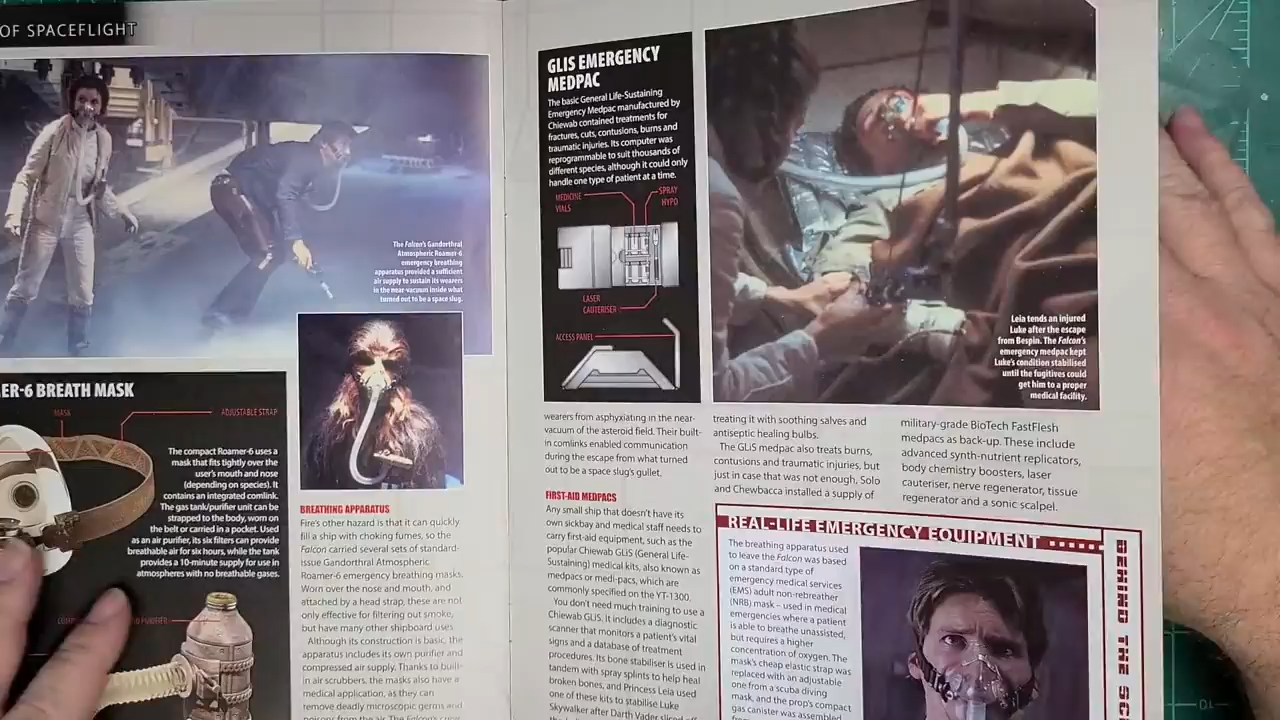 OF SPACEFLIGHT
The Falcon's Gandorthral
Atmospheric Roamer-6
emergency breathing
apparatus provided a sufficient
air supply to sustain its wearers
in the near-vacuum inside what
turned out to be a space slug.
ER-6 BREATH MASK
MASK
ADJUSTABLE STRAP
The compact Roamer-6 uses a
mask that fits tightly over the
user's mouth and nose
(depending on species). It
contains an integrated comlink.
The gas tank/purifier unit can be
strapped to the body, worn on
the belt or carried in a pocket. Used
as an air purifier, its six filters can provide
breathable air for six hours, while the tank
provides a 10-minute supply for use in
atmospheres with no breathable gases.
PURIFIER
BREATHING APPARATUS
Fire's other hazard is that it can quickly
fill a ship with choking fumes, so the
Falcon carried several sets of standard-
issue Gandorthral Atmospheric
Roamer-6 emergency breathing masks.
Worn over the nose and mouth, and
attached by a head strap, these are not
only effective for filtering out smoke,
but have many other shipboard uses.
Although its construction is basic, the
apparatus includes its own purifier and
compressed air supply. Thanks to built-
in air scrubbers, the masks also have a
medical application, as they can
remove deadly microscopic germs and
poisons from the air. The Falcon's crew
GLIS EMERGENCY
MEDPAC
The basic General Life-Sustaining
Emergency Medpac manufactured by
Chiewab contained treatments for
fractures, cuts, contusions, burns and
traumatic injuries. Its computer was
reprogrammable to suit thousands of
different species, although it could only
handle one type of patient at a time.
MEDICINE
VIALS
SPRAY
HYPO
LASER
CAUTERISER
ACCESS PANEL
Leia tends an injured
Luke after the escape
from Bespin. The Falcon's
emergency medpac kept
Luke's condition stabilised
until the fugitives could
get him to a proper
medical facility.
wearers from asphyxiating in the near-
vacuum of the asteroid field. Their built-
in comlinks enabled communication
during the escape from what turned
out to be a space slug's gullet.
FIRST-AID MEDPACS
Any small ship that doesn't have its
own sickbay and medical staff needs to
carry first-aid equipment, such as the
popular Chiewab GLiS (General Life-
Sustaining) medical kits, also known as
medpacs or medi-pacs, which are
commonly specified on the YT-1300.
You don't need much training to use a
Chiewab GLiS. It includes a diagnostic
scanner that monitors a patient's vital
signs and a database of treatment
procedures. Its bone stabiliser is used in
tandem with spray splints to help heal
broken bones, and Princess Leia used
one of these kits to stabilise Luke
Skywalker after Darth Vader sliced off
treating it with soothing salves and
antiseptic healing bulbs.
The GLiS medpac also treats burns,
contusions and traumatic injuries, but
just in case that was not enough, Solo
and Chewbacca installed a supply of
military-grade BioTech FastFlesh
medpacs as back-up. These include
advanced synth-nutrient replicators,
body chemistry boosters, laser
cauteriser, nerve regenerator, tissue
regenerator and a sonic scalpel.
REAL-LIFE EMERGENCY EQUIPMENT
The breathing apparatus used
to leave the Falcon was based
on a standard type of
emergency medical services
(EMS) adult non-rebreather
(NRB) mask – used in medical
emergencies where a patient
is able to breathe unassisted,
but requires a higher
concentration of oxygen. The
mask's cheap elastic strap was
replaced with an adjustable
one from a scuba diving
mask, and the prop's compact
gas canister was assembled
BEHIND THE SC